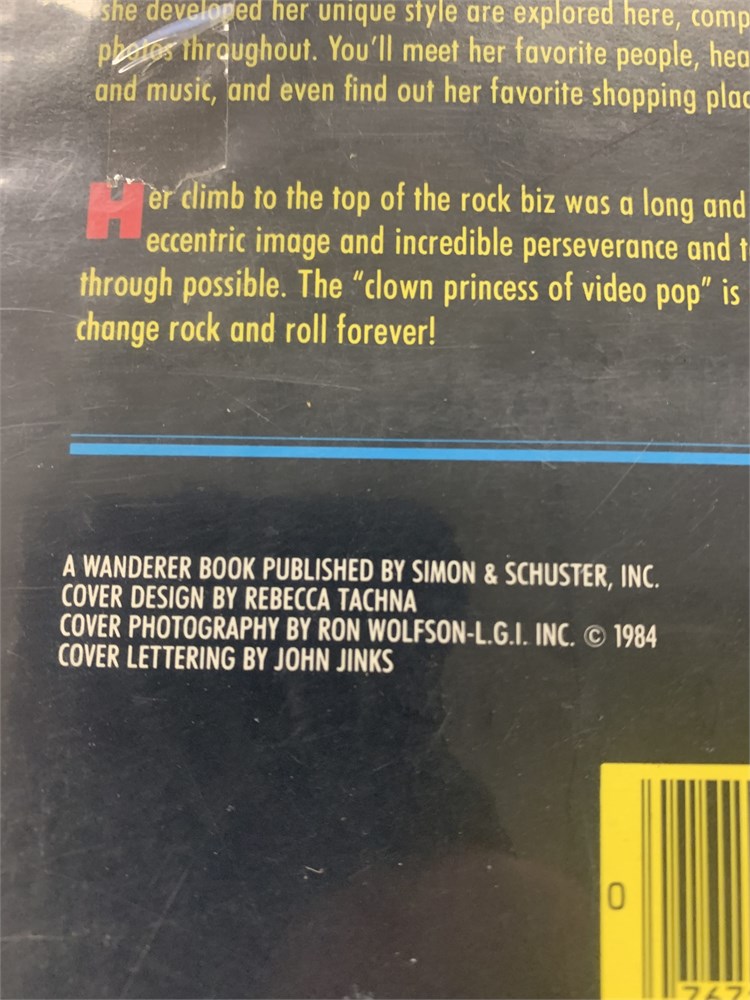 she developed her unique style are explored here, comp
photos throughout. You'll meet her favorite people, hea
and music, and even find out her favorite shopping plac
Her climb to the top of the rock biz was a long and
eccentric image and incredible perseverance and t
through possible. The "clown princess of video pop" is
change rock and roll forever!
A WANDERER BOOK PUBLISHED BY SIMON & SCHUSTER, INC.
COVER DESIGN BY REBECCA TACHNA
COVER PHOTOGRAPHY BY RON WOLFSON-L.G.I. INC. © 1984
COVER LETTERING BY JOHN JINKS
0